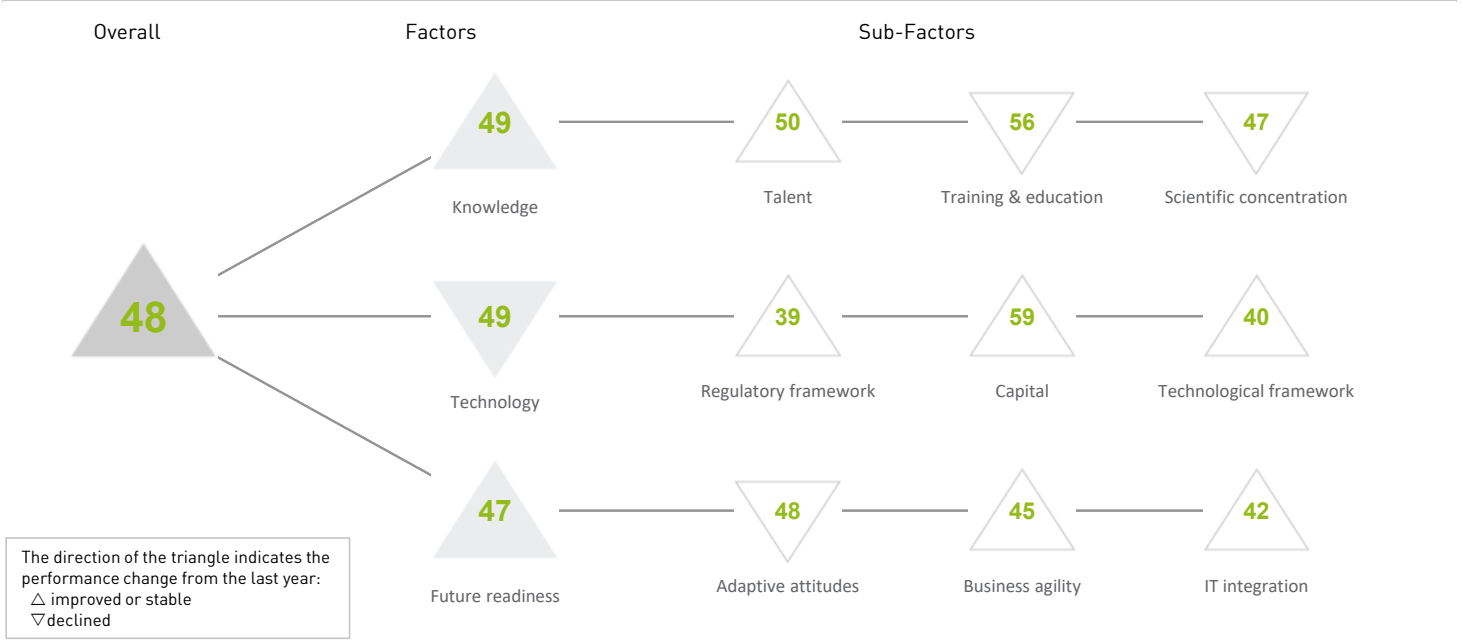 Overall
Factors
Sub-Factors
49
50
56
47
Knowledge
Talent
Training & education
Scientific concentration
48
49
39
59
40
Technology
Regulatory framework
Capital
Technological framework
47
48
45
42
Future readiness
Adaptive attitudes
Business agility
IT integration
The direction of the triangle indicates the
performance change from the last year:
△ improved or stable
▽declined